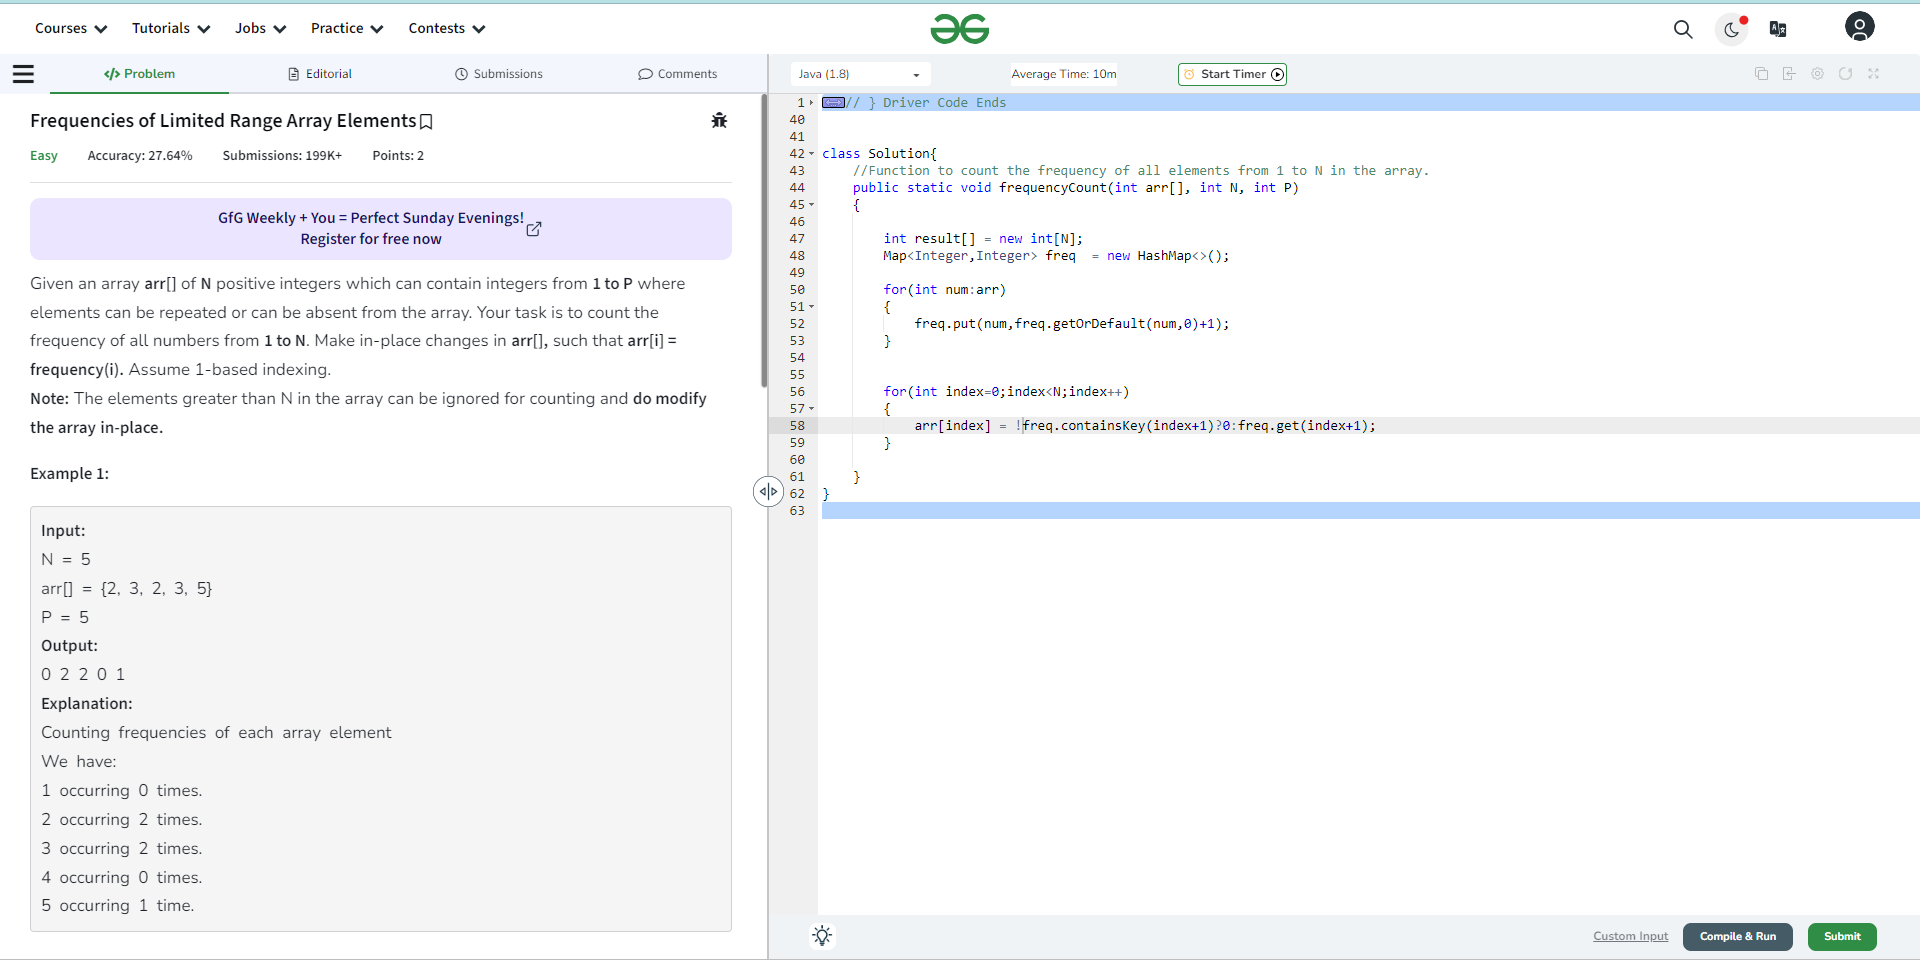 Courses Tutorials Jobs Practice Contests
Problem Editorial Submissions Comments
Java (1.8) Average Time: 10m Start Timer
Frequencies of Limited Range Array Elements
Easy Accuracy: 27.64% Submissions: 199K+ Points: 2
GfG Weekly + You = Perfect Sunday Evenings!
Register for free now
Given an array arr[] of N positive integers which can contain integers from 1 to P where
elements can be repeated or can be absent from the array. Your task is to count the
frequency of all numbers from 1 to N. Make in-place changes in arr[], such that arr[i] =
frequency(i). Assume 1-based indexing.
Note: The elements greater than N in the array can be ignored for counting and do modify
the array in-place.
Example 1:
Input:
N = 5
arr[] = {2, 3, 2, 3, 5}
P = 5
Output:
0 2 2 0 1
Explanation:
Counting frequencies of each array element
We have:
1 occurring 0 times.
2 occurring 2 times.
3 occurring 2 times.
4 occurring 0 times.
5 occurring 1 time.
1 // } Driver Code Ends
40
41
42 class Solution{
43 //Function to count the frequency of all elements from 1 to N in the array.
44 public static void frequencyCount(int arr[], int N, int P)
45 {
46
47 int result[] = new int[N];
48 Map<Integer,Integer> freq  = new HashMap<>();
49
50 for(int num:arr)
51 {
52 freq.put(num,freq.getOrDefault(num,0)+1);
53 }
54
55
56 for(int index=0;index<N;index++)
57 {
58 arr[index] = !freq.containsKey(index+1)?0:freq.get(index+1);
59 }
60
61 }
62 }
63
Custom Input Compile & Run Submit